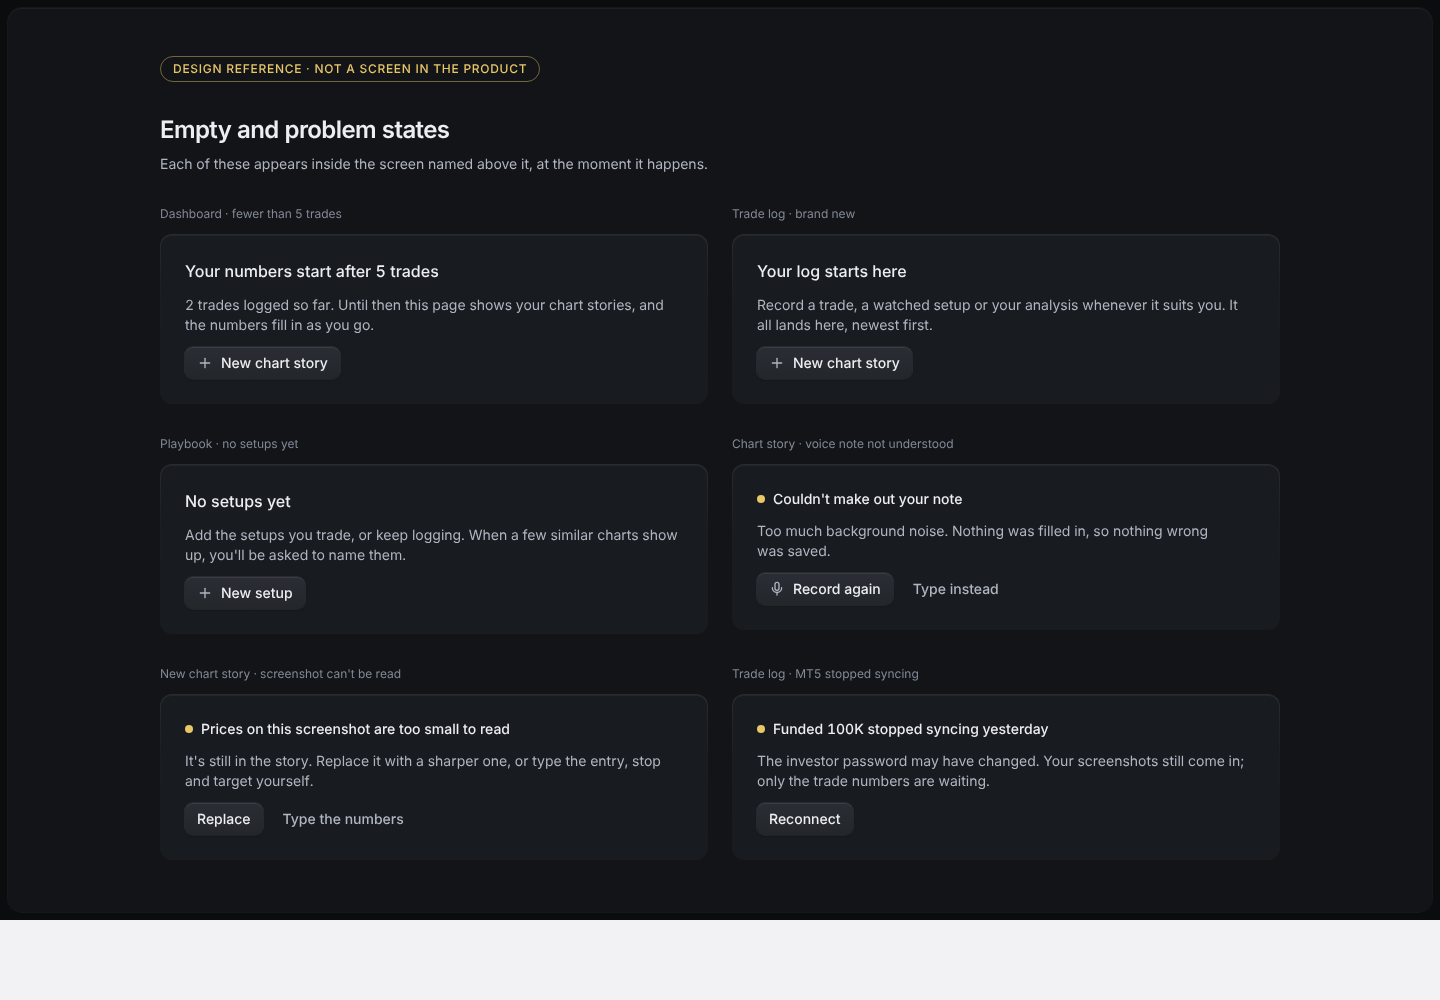 DESIGN REFERENCE · NOT A SCREEN IN THE PRODUCT
Empty and problem states
Each of these appears inside the screen named above it, at the moment it happens.
Dashboard · fewer than 5 trades
Your numbers start after 5 trades
2 trades logged so far. Until then this page shows your chart stories, and
the numbers fill in as you go.
New chart story
Trade log · brand new
Your log starts here
Record a trade, a watched setup or your analysis whenever it suits you. It
all lands here, newest first.
New chart story
Playbook · no setups yet
No setups yet
Add the setups you trade, or keep logging. When a few similar charts show
up, you'll be asked to name them.
New setup
Chart story · voice note not understood
Couldn't make out your note
Too much background noise. Nothing was filled in, so nothing wrong
was saved.
Record again
Type instead
New chart story · screenshot can't be read
Prices on this screenshot are too small to read
It's still in the story. Replace it with a sharper one, or type the entry, stop
and target yourself.
Replace
Type the numbers
Trade log · MT5 stopped syncing
Funded 100K stopped syncing yesterday
The investor password may have changed. Your screenshots still come in;
only the trade numbers are waiting.
Reconnect